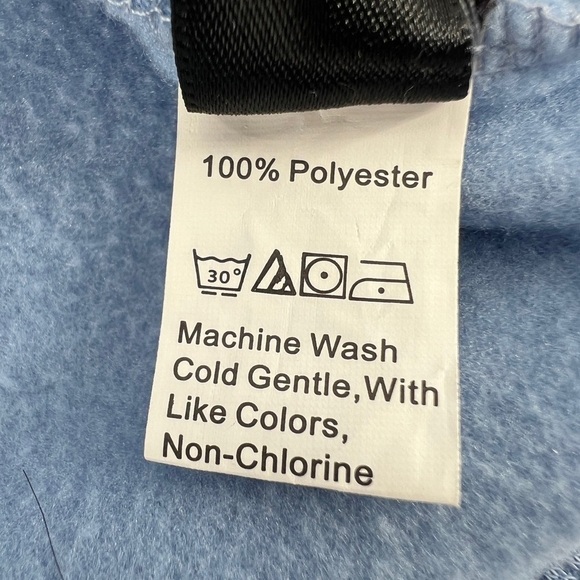 100% Polyester
30°
Machine Wash
Cold Gentle, With
Like Colors,
Non-Chlorine